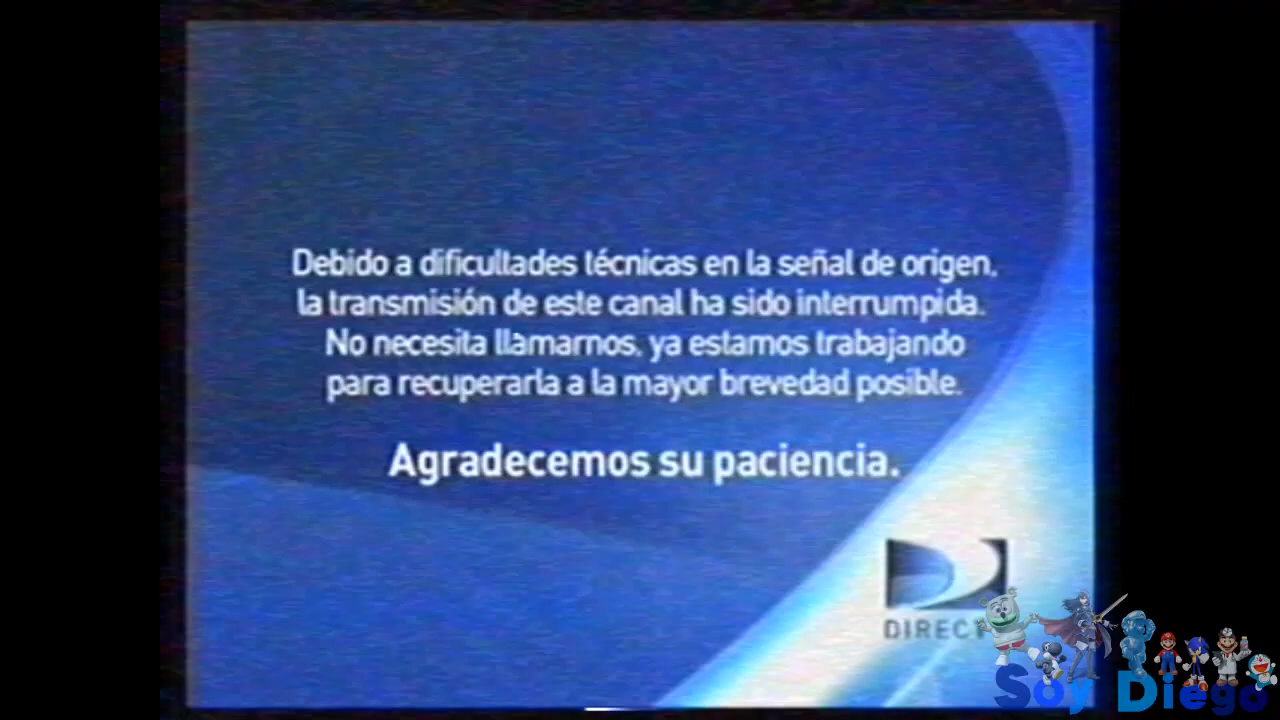 Debido a dificultades técnicas en la señal de origen,
la transmisión de este canal ha sido interrumpida.
No necesita llamarnos, ya estamos trabajando
para recuperarla a la mayor brevedad posible.
Agradecemos su paciencia.
DIRECT
Soy Diego